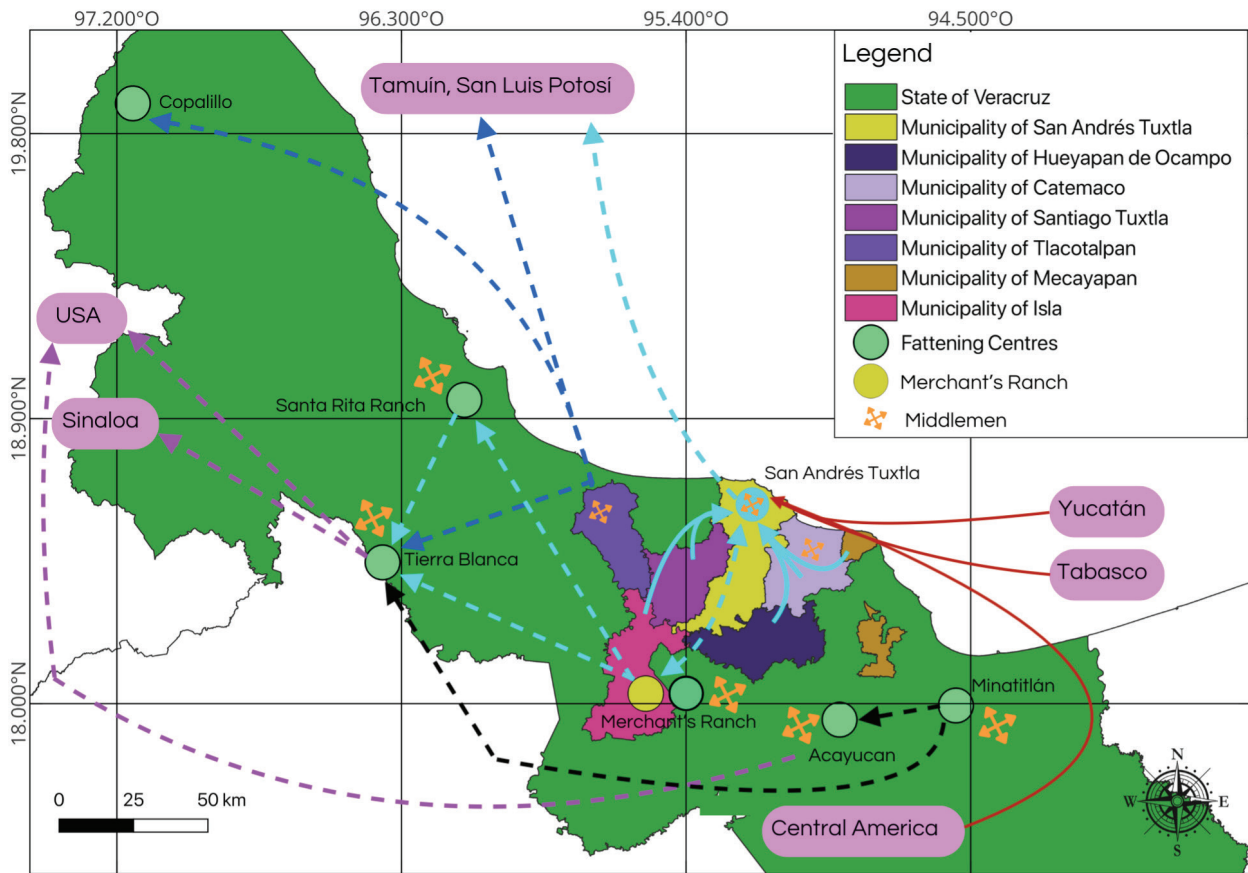 97.200°O
96.300°O
95.400°O
94.500°O
19.800°N
18.900°N
18.000°N
Legend
State of Veracruz
Municipality of San Andrés Tuxtla
Municipality of Hueyapan de Ocampo
Municipality of Catemaco
Municipality of Santiago Tuxtla
Municipality of Tlacotalpan
Municipality of Mecayapan
Municipality of Isla
Fattening Centres
Merchant's Ranch
Middlemen
Tamuín, San Luis Potosí
Copalillo
USA
Sinaloa
Santa Rita Ranch
Tierra Blanca
San Andrés Tuxtla
Yucatán
Tabasco
Merchant's Ranch
Minatitlán
Acayucan
Central America
0 25 50 km
N
W E
S